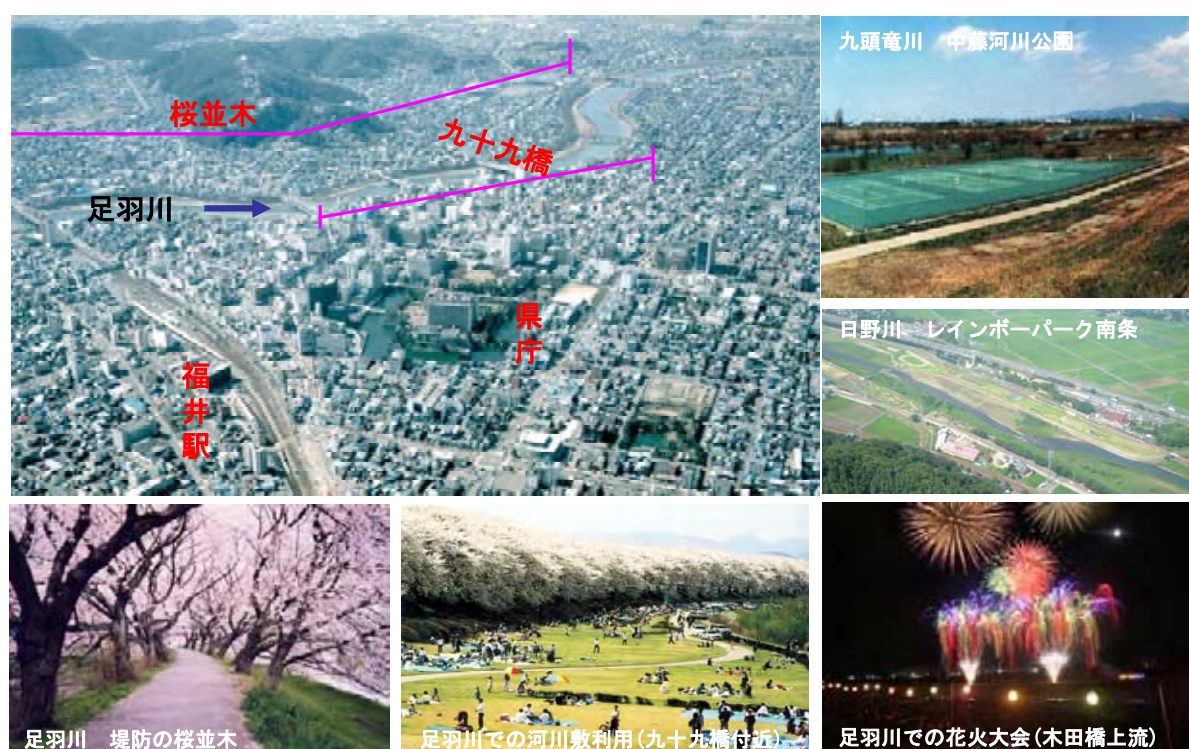 桜並木
九十九橋
足羽川
県庁
福井駅
九頭竜川　中藤河川公園
日野川　レインボーパーク南条
足羽川　堤防の桜並木
足羽川での河川敷利用(九十九橋付近)
足羽川での花火大会(木田橋上流)